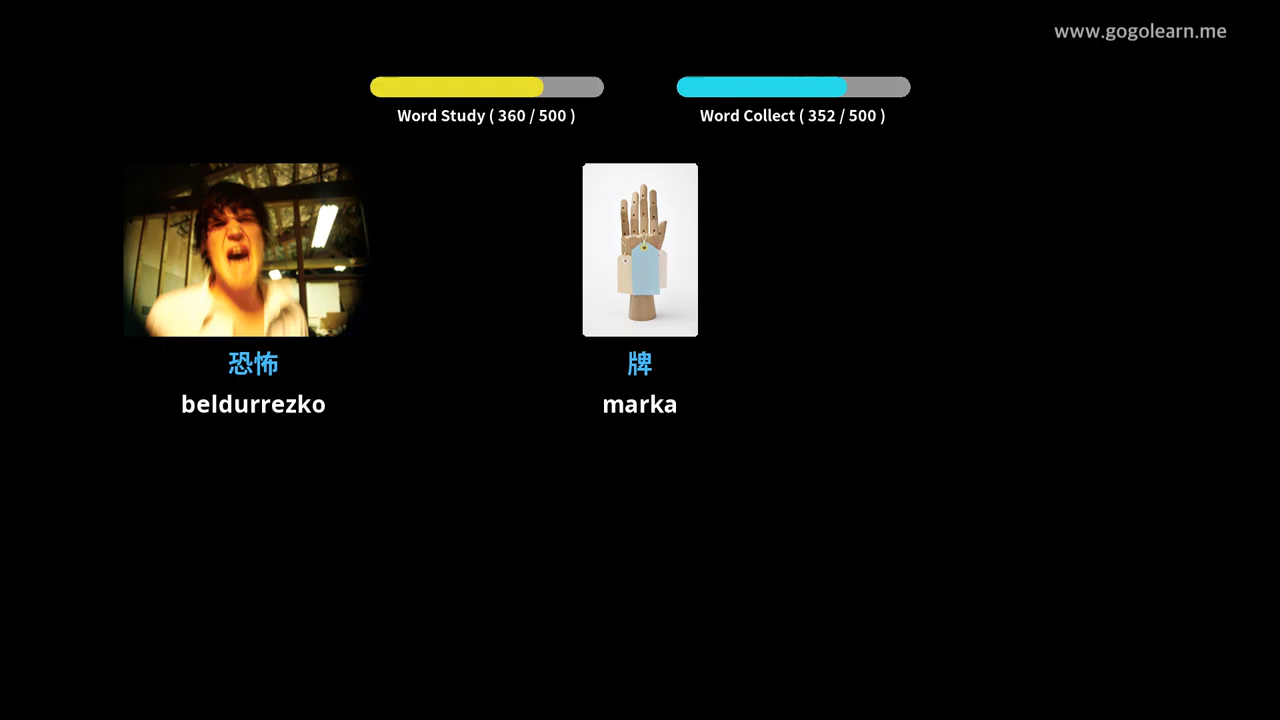 www.gogolearn.me
Word Study ( 360 / 500 )
Word Collect ( 352 / 500 )
恐怖
牌
beldurrezko
marka